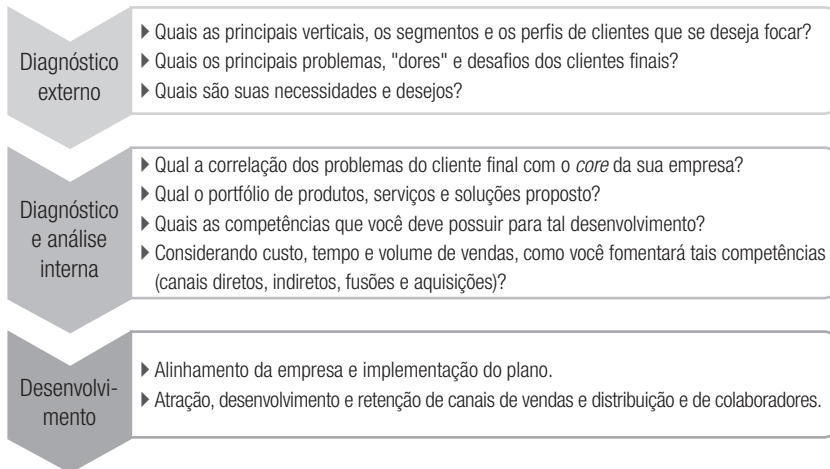 Diagnóstico
externo
▸ Quais as principais verticais, os segmentos e os perfis de clientes que se deseja focar?
▸ Quais os principais problemas, "dores" e desafios dos clientes finais?
▸ Quais são suas necessidades e desejos?
Diagnóstico
e análise
interna
▸ Qual a correlação dos problemas do cliente final com o core da sua empresa?
▸ Qual o portfólio de produtos, serviços e soluções proposto?
▸ Quais as competências que você deve possuir para tal desenvolvimento?
▸ Considerando custo, tempo e volume de vendas, como você fomentará tais competências
(canais diretos, indiretos, fusões e aquisições)?
Desenvolvi-
mento
▸ Alinhamento da empresa e implementação do plano.
▸ Atração, desenvolvimento e retenção de canais de vendas e distribuição e de colaboradores.